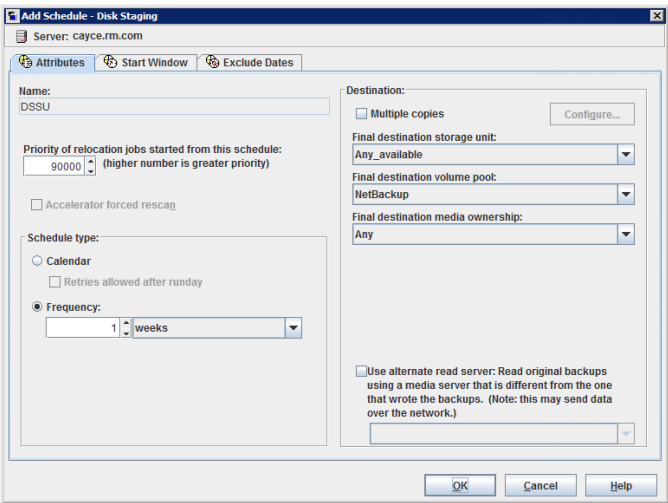 Add Schedule - Disk Staging
Server: cayce.rm.com
Attributes
Start Window
Exclude Dates
Name:
DSSU
Priority of relocation jobs started from this schedule:
90000
(higher number is greater priority)
Accelerator forced rescan
Schedule type:
Calendar
Retries allowed after runday
Frequency:
1
weeks
Destination:
Multiple copies
Configure...
Final destination storage unit:
Any_available
Final destination volume pool:
NetBackup
Final destination media ownership:
Any
Use alternate read server: Read original backups
using a media server that is different from the one
that wrote the backups. (Note: this may send data
over the network.)
OK
Cancel
Help